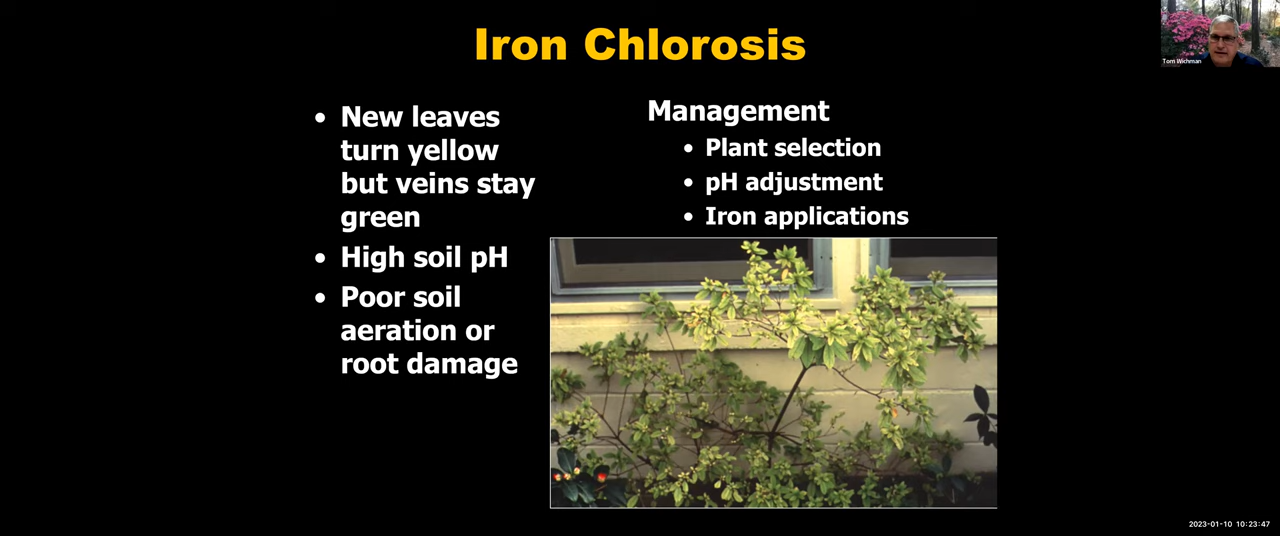 Iron Chlorosis
Tom Wichman
New leaves
turn yellow
but veins stay
green
High soil pH
Poor soil
aeration or
root damage
Management
Plant selection
pH adjustment
Iron applications
2023-01-10 10:23:47